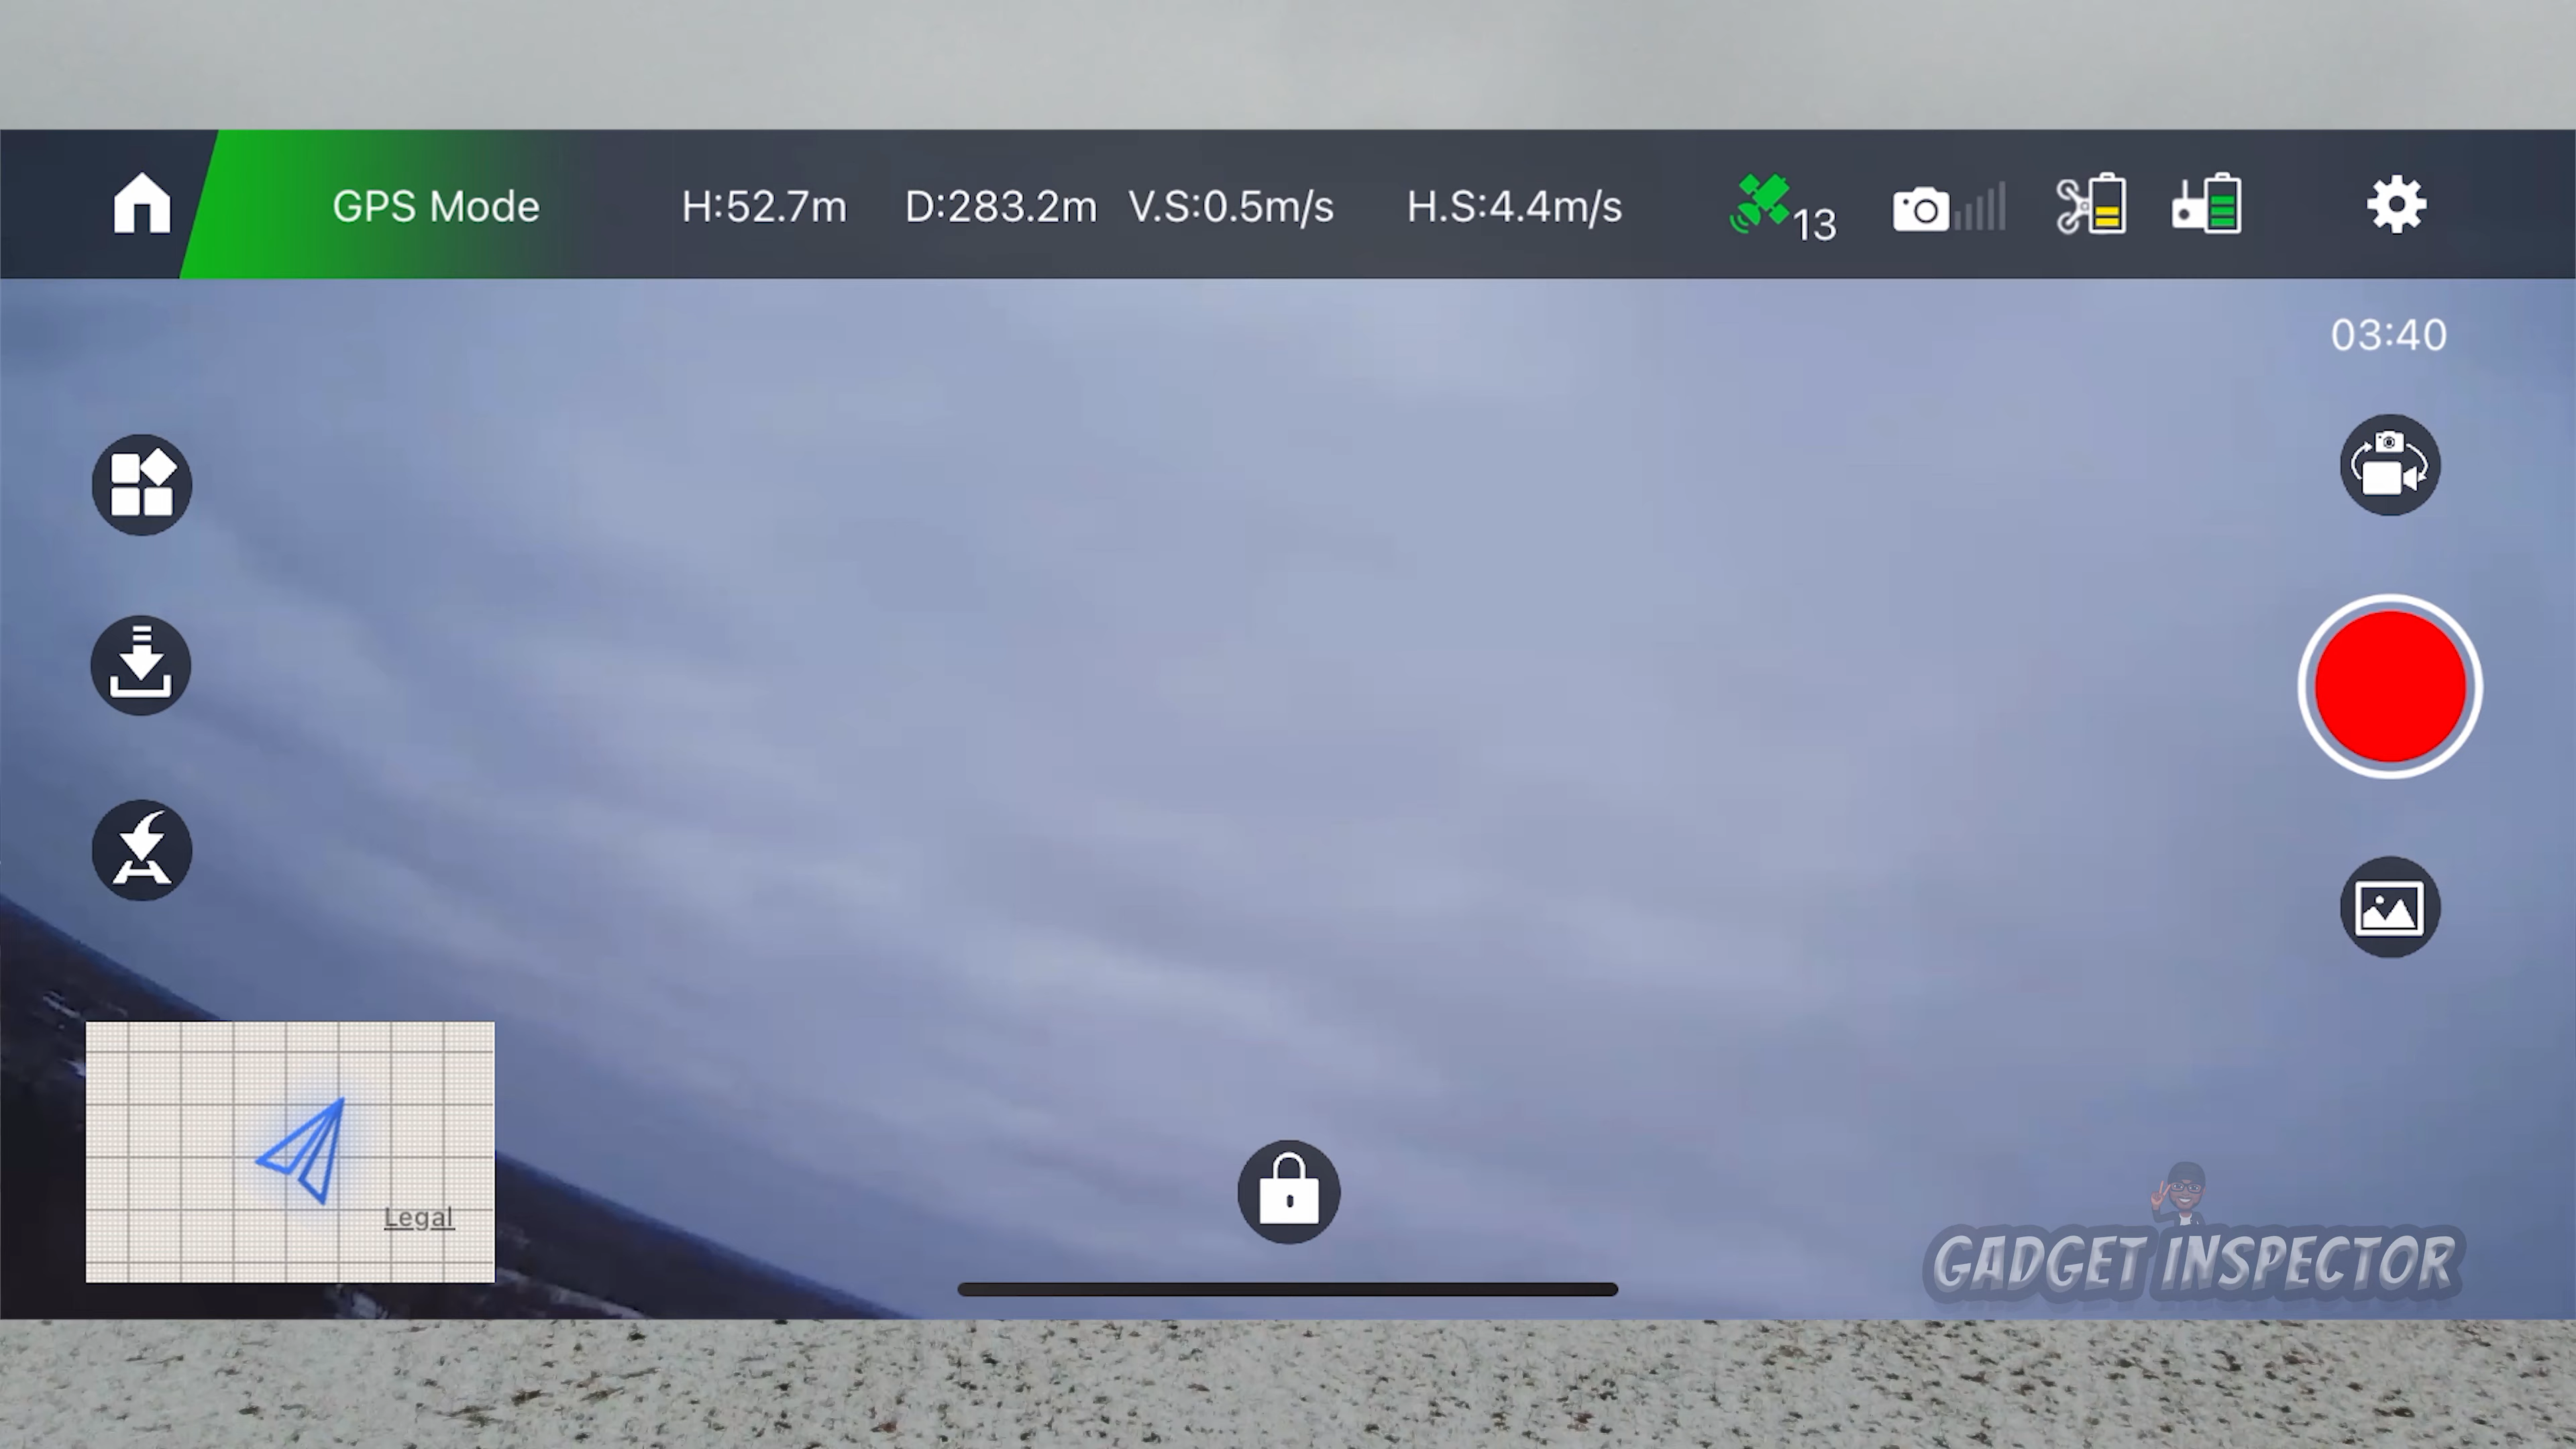 GPS Mode H:52.7m D:283.2m V.S:0.5m/s H.S:4.4m/s 13
03:40
Legal
GADGET INSPECTOR